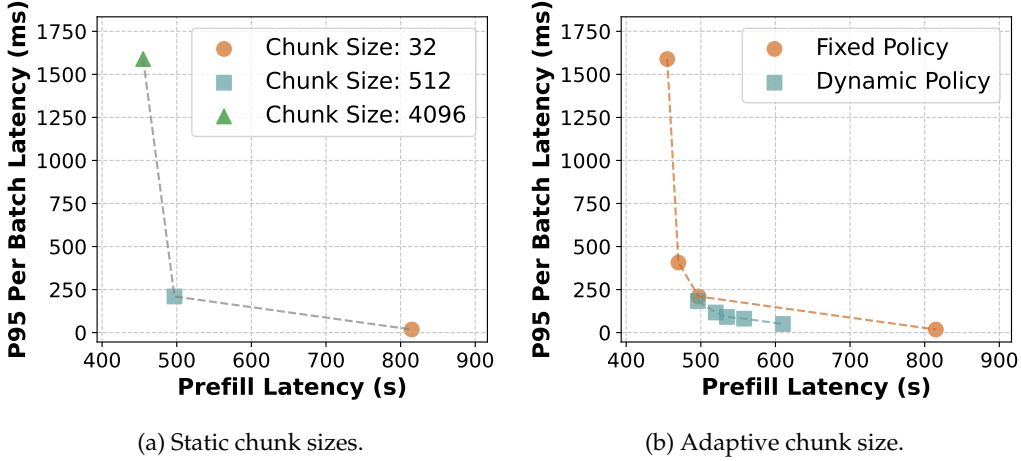 P95 Per Batch Latency (ms)
1750
1500
1250
1000
750
500
250
0
400 500 600 700 800 900
Prefill Latency (s)
Chunk Size: 32
Chunk Size: 512
Chunk Size: 4096
(a) Static chunk sizes.
P95 Per Batch Latency (ms)
1750
1500
1250
1000
750
500
250
0
400 500 600 700 800 900
Prefill Latency (s)
Fixed Policy
Dynamic Policy
(b) Adaptive chunk size.